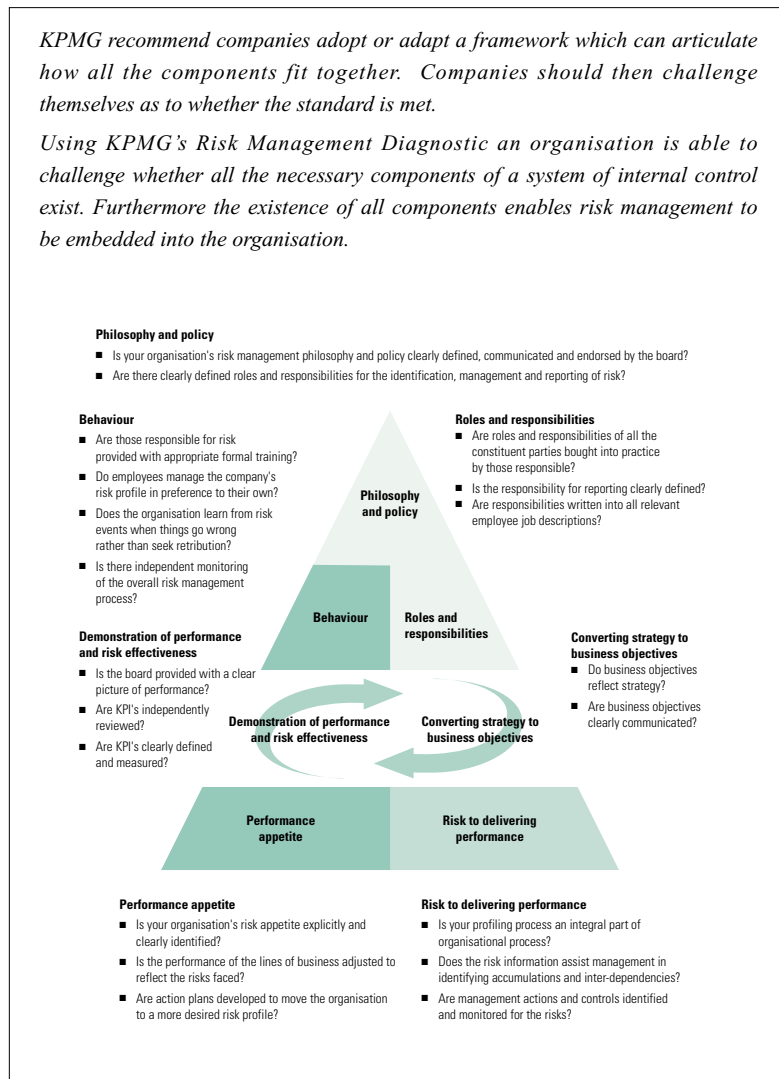 KPMG recommend companies adopt or adapt a framework which can articulate
how all the components fit together. Companies should then challenge
themselves as to whether the standard is met.
Using KPMG's Risk Management Diagnostic an organisation is able to
challenge whether all the necessary components of a system of internal control
exist. Furthermore the existence of all components enables risk management to
be embedded into the organisation.
Philosophy and policy
■ Is your organisation's risk management philosophy and policy clearly defined, communicated and endorsed by the board?
■ Are there clearly defined roles and responsibilities for the identification, management and reporting of risk?
Behaviour
■ Are those responsible for risk
provided with appropriate formal training?
■ Do employees manage the company's
risk profile in preference to their own?
■ Does the organisation learn from risk
events when things go wrong
rather than seek retribution?
■ Is there independent monitoring
of the overall risk management
process?
Roles and responsibilities
■ Are roles and responsibilities of all the
constituent parties bought into practice
by those responsible?
■ Is the responsibility for reporting clearly defined?
■ Are responsibilities written into all relevant
employee job descriptions?
Philosophy
and policy
Behaviour
Roles and
responsibilities
Demonstration of performance
and risk effectiveness
■ Is the board provided with a clear
picture of performance?
■ Are KPI's independently
reviewed?
■ Are KPI's clearly defined
and measured?
Demonstration of performance
and risk effectiveness
Converting strategy to
business objectives
Converting strategy to
business objectives
■ Do business objectives
reflect strategy?
■ Are business objectives
clearly communicated?
Performance
appetite
Risk to delivering
performance
Performance appetite
■ Is your organisation's risk appetite explicitly and
clearly identified?
■ Is the performance of the lines of business adjusted to
reflect the risks faced?
■ Are action plans developed to move the organisation
to a more desired risk profile?
Risk to delivering performance
■ Is your profiling process an integral part of
organisational process?
■ Does the risk information assist management in
identifying accumulations and inter-dependencies?
■ Are management actions and controls identified
and monitored for the risks?